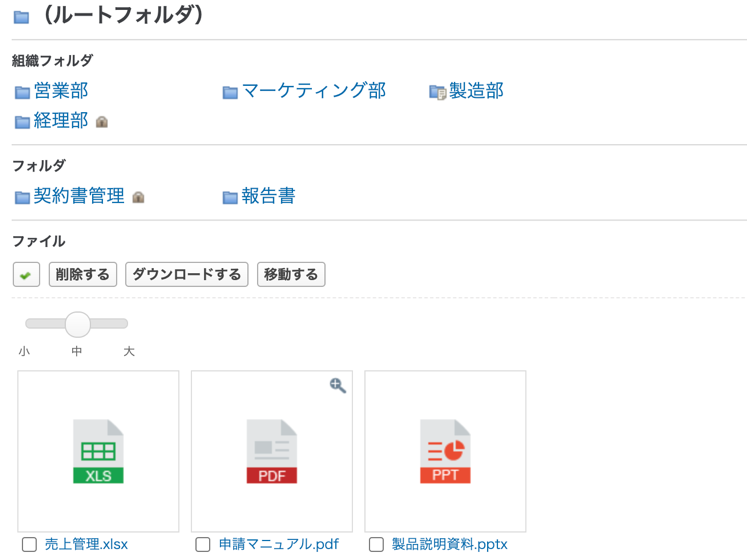 （ルートフォルダ）
組織フォルダ
営業部 マーケティング部 製造部
経理部
フォルダ
契約書管理 報告書
ファイル
削除する ダウンロードする 移動する
小 中 大
XLS PDF PPT
売上管理.xlsx 申請マニュアル.pdf 製品説明資料.pptx